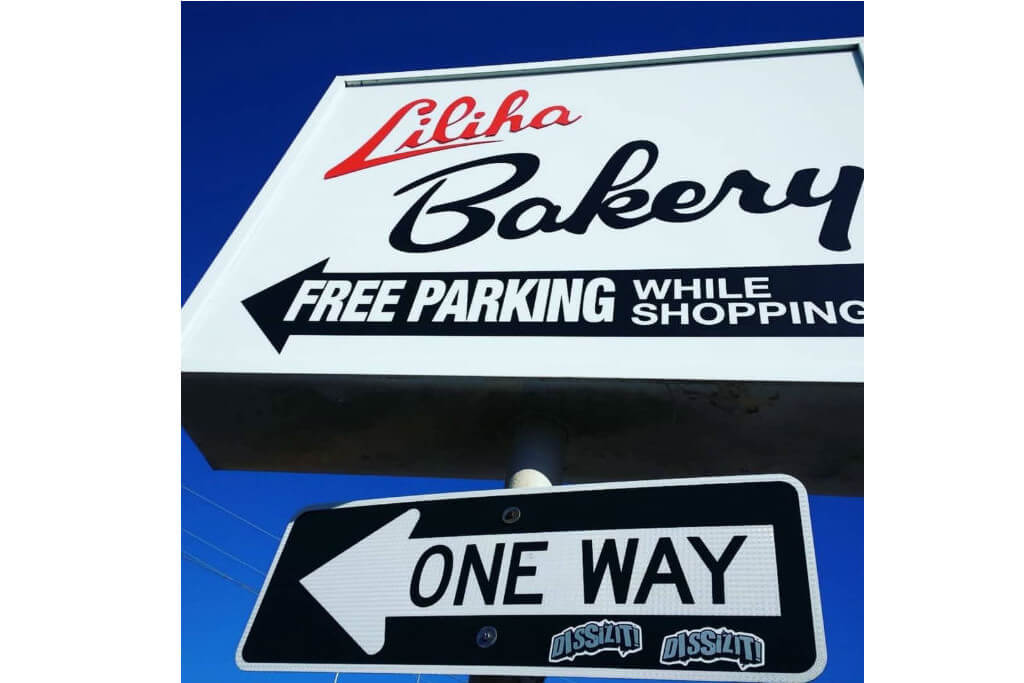 Liliha
Bakery
FREE PARKING WHILE
SHOPPING
ONE WAY
DISSIZIT! DISSIZIT!